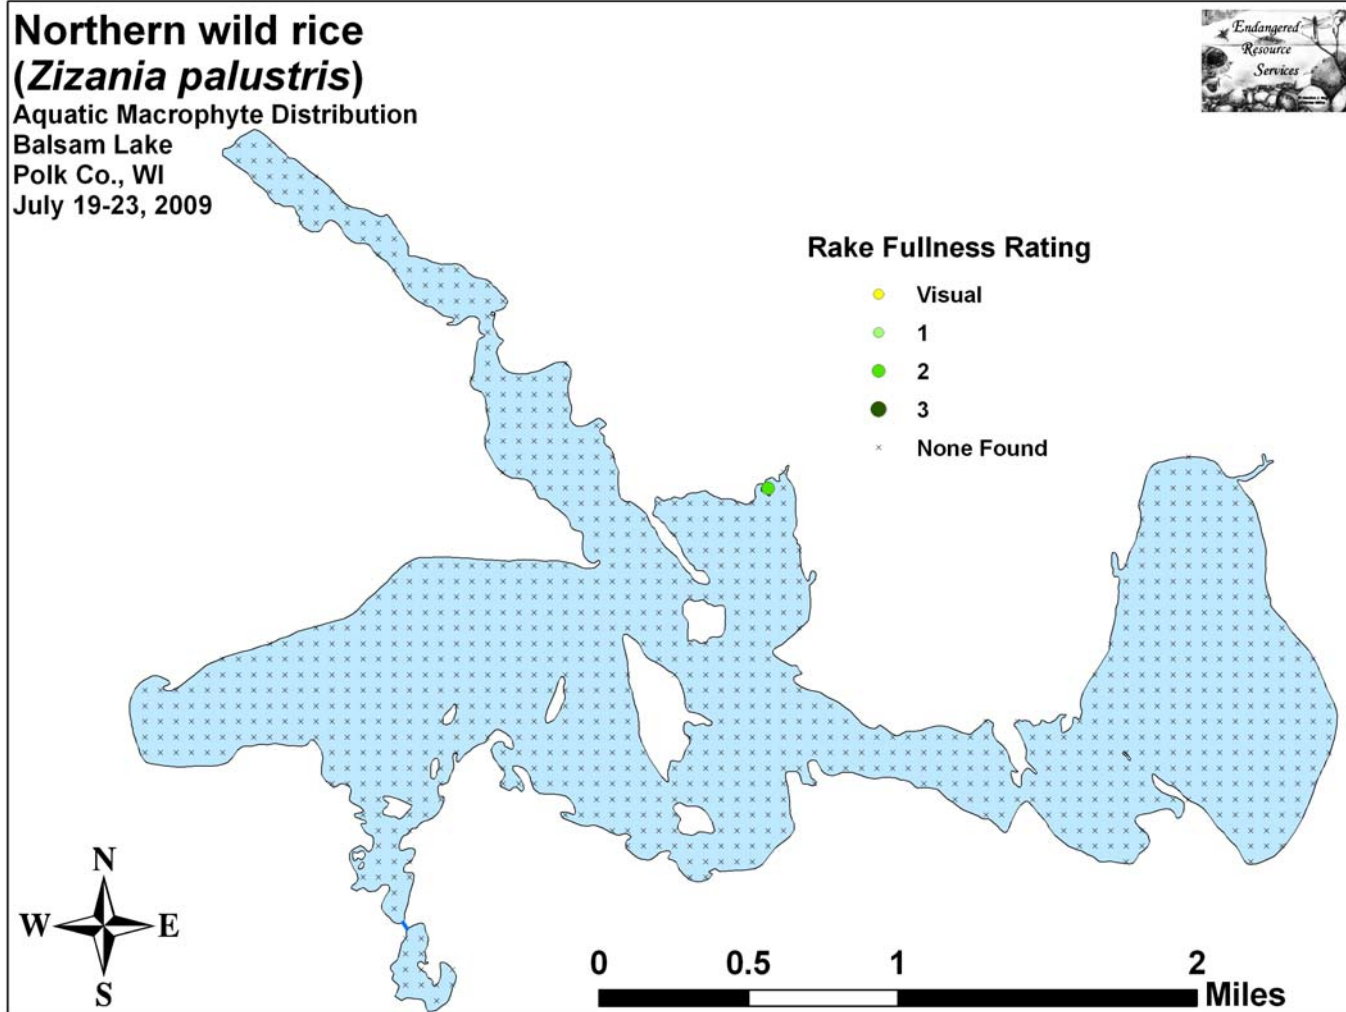 Northern wild rice
(Zizania palustris)
Aquatic Macrophyte Distribution
Balsam Lake
Polk Co., WI
July 19-23, 2009
Endangered
Resource
Services
Rake Fullness Rating
Visual
1
2
3
None Found
N
W E
S
0 0.5 1 2
Miles